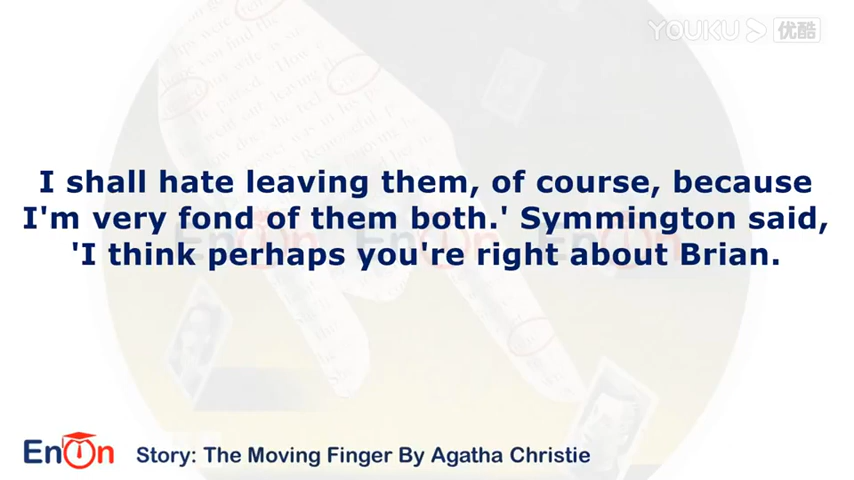 YOUKU 优酷
I shall hate leaving them, of course, because
I'm very fond of them both.' Symmington said,
'I think perhaps you're right about Brian.
EnOn
Story: The Moving Finger By Agatha Christie